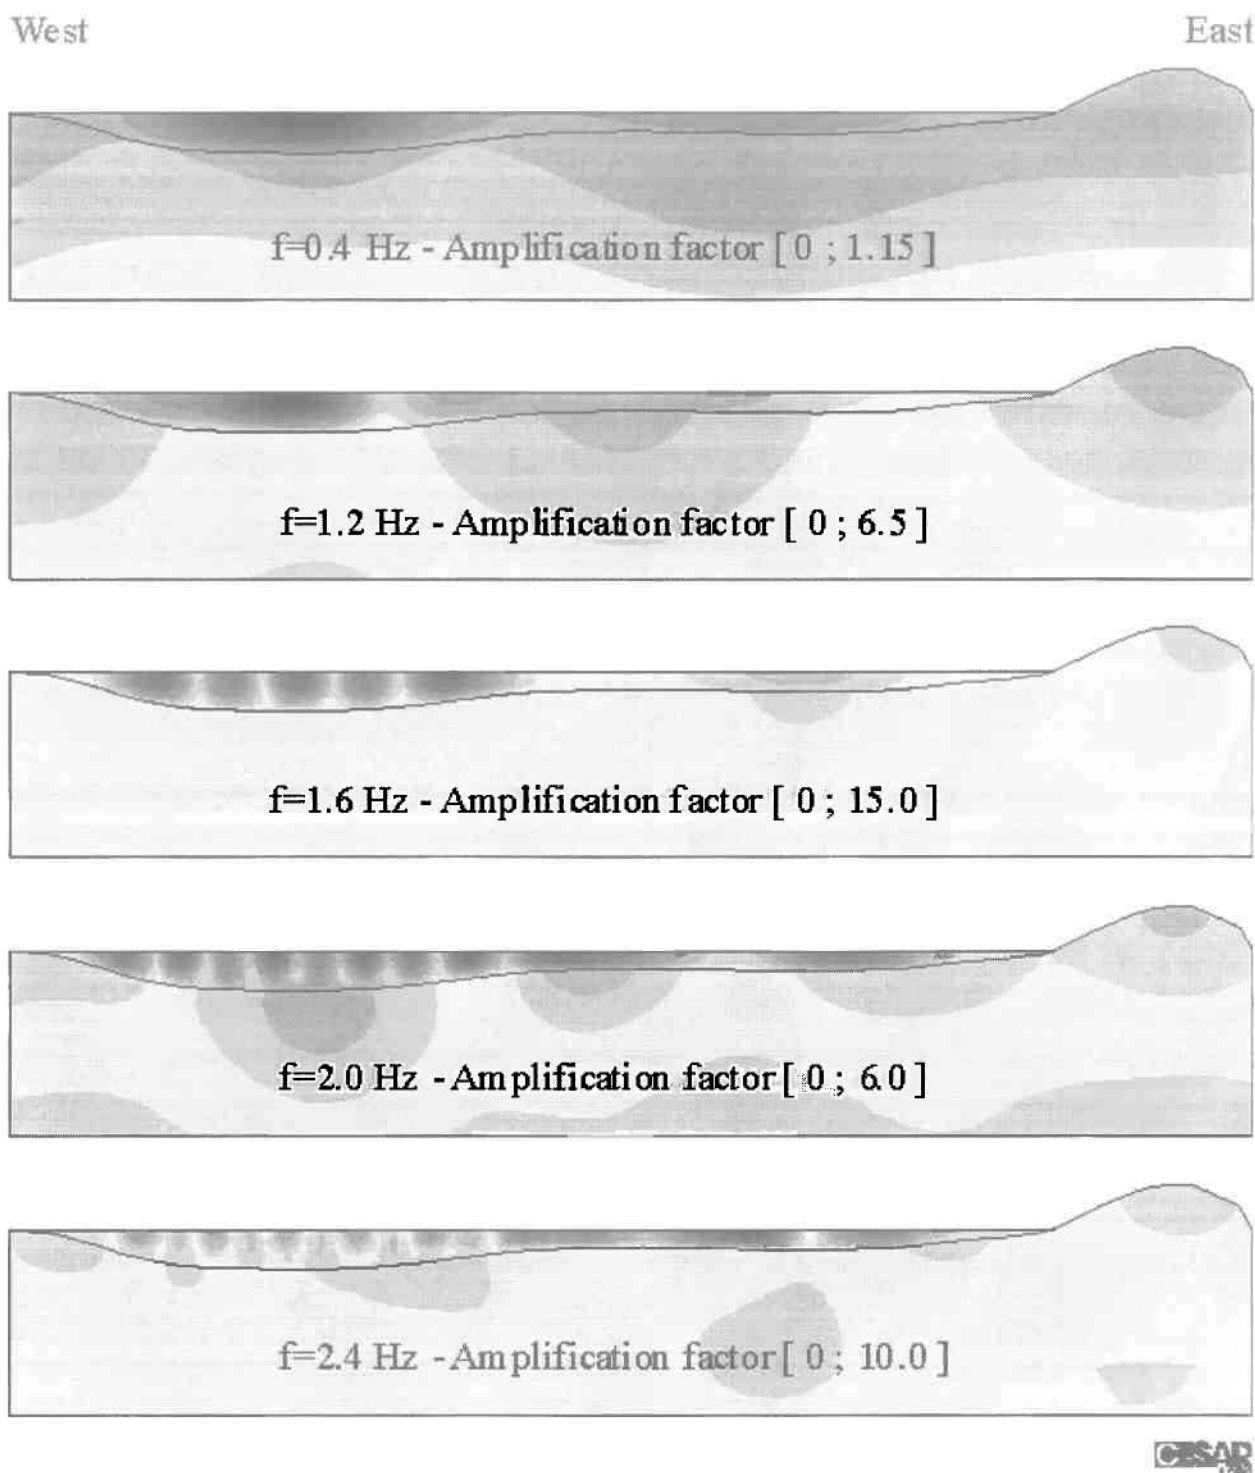 West East
f=0.4 Hz - Amplification factor [ 0 ; 1.15 ]
f=1.2 Hz - Amplification factor [ 0 ; 6.5 ]
f=1.6 Hz - Amplification factor [ 0 ; 15.0 ]
f=2.0 Hz - Amplification factor [ 0 ; 6.0 ]
f=2.4 Hz - Amplification factor [ 0 ; 10.0 ]
CESAR